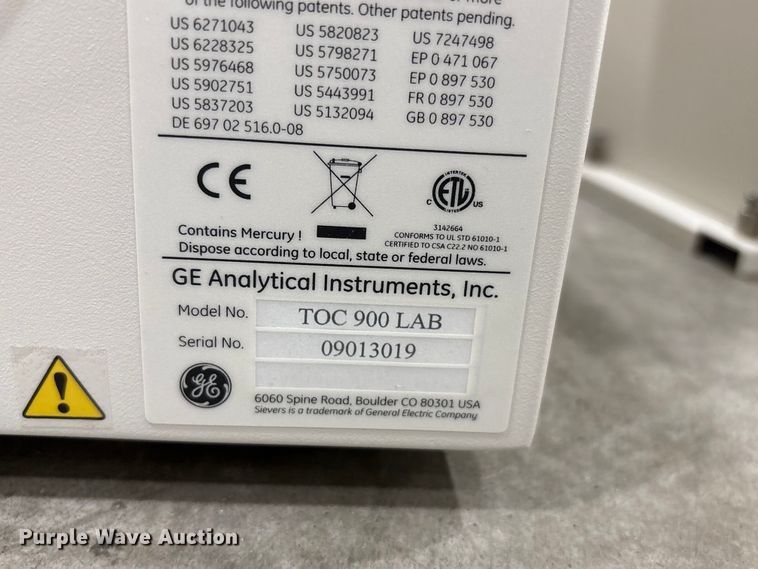 of the following patents. Other patents pending.
US 6271043 US 5820823 US 7247498
US 6228325 US 5798271 EP 0 471 067
US 5976468 US 5750073 EP 0 897 530
US 5902751 US 5443991 FR 0 897 530
US 5837203 US 5132094 GB 0 897 530
DE 697 02 516.0-08
CE
INTERTEK
C ETL US
3142664
Contains Mercury !
CONFORMS TO UL STD 61010-1
CERTIFIED TO CSA C22.2 NO 61010-1
Dispose according to local, state or federal laws.
GE Analytical Instruments, Inc.
Model No. TOC 900 LAB
Serial No. 09013019
GE
6060 Spine Road, Boulder CO 80301 USA
Sievers is a trademark of General Electric Company
!
Purple Wave Auction